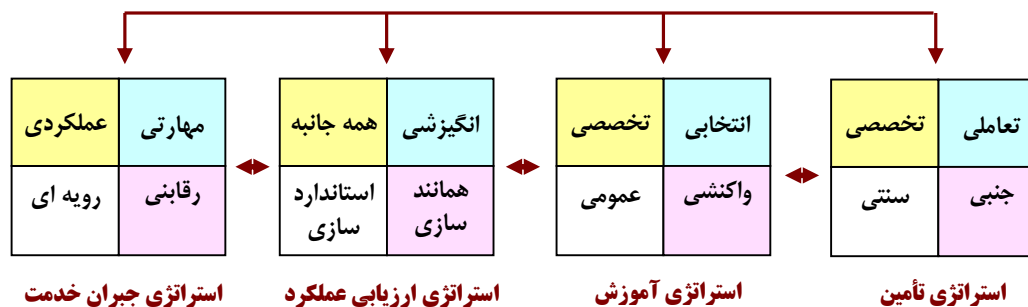 تعاملی
تخصصی
جنبی
سنتی
استراتژی تأمین
انتخابی
تخصصی
واکنشی
عمومی
استراتژی آموزش
انگیزشی
همه جانبه
همانند
سازی
استاندارد
سازی
استراتژی ارزیابی عملکرد
مهارتی
عملکردی
رقابنی
رویه ای
استراتژی جبران خدمت